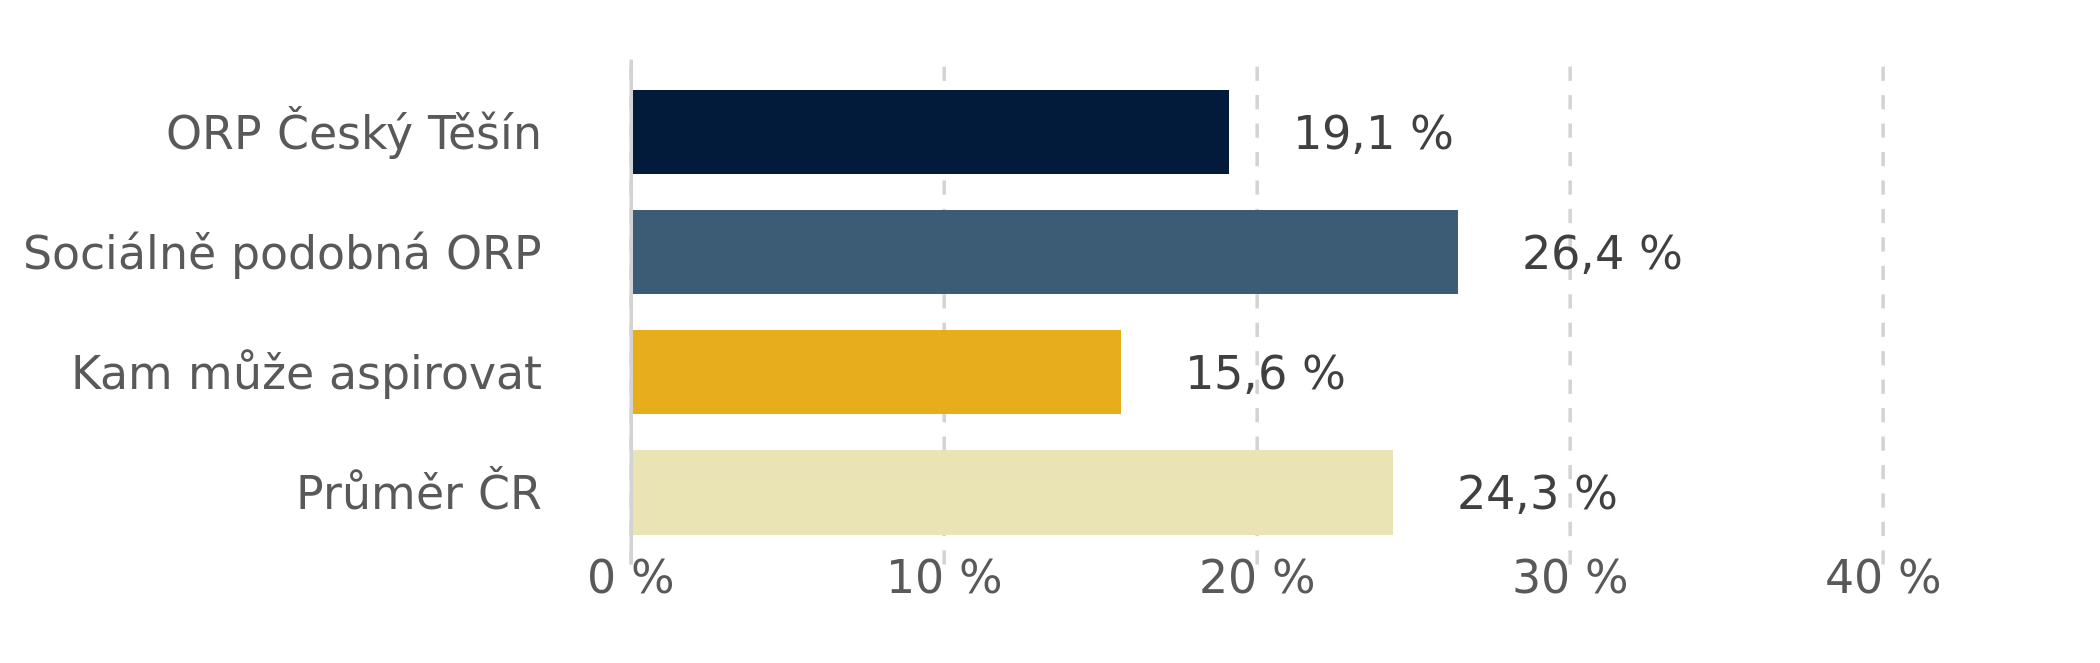 ORP Český Těšín 19,1 %
Sociálně podobná ORP 26,4 %
Kam může aspirovat 15,6 %
Průměr ČR 24,3 %
0 % 10 % 20 % 30 % 40 %